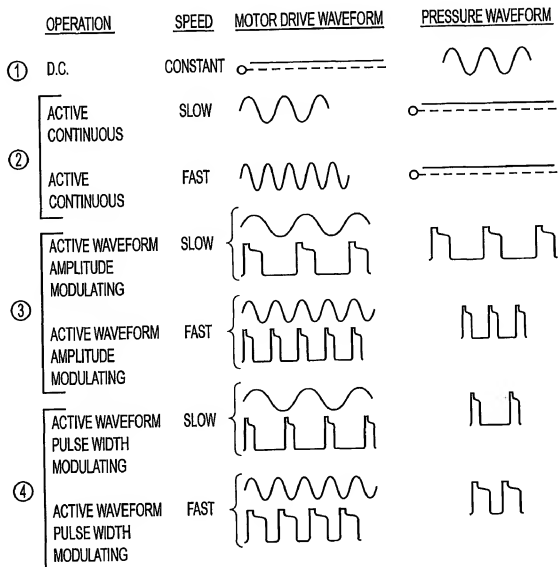 OPERATION SPEED MOTOR DRIVE WAVEFORM PRESSURE WAVEFORM
① D.C. CONSTANT
②
ACTIVE SLOW
CONTINUOUS
ACTIVE FAST
CONTINUOUS
③
ACTIVE WAVEFORM SLOW
AMPLITUDE
MODULATING
ACTIVE WAVEFORM FAST
AMPLITUDE
MODULATING
④
ACTIVE WAVEFORM SLOW
PULSE WIDTH
MODULATING
ACTIVE WAVEFORM FAST
PULSE WIDTH
MODULATING